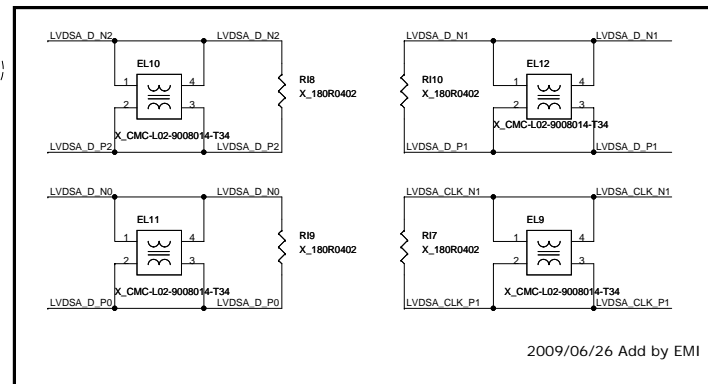 LVDSA_D_N2
LVDSA_D_N2
EL10
1
4
2
3
X_CMC-L02-9008014-T34
RI8
X_180R0402
LVDSA_D_P2
LVDSA_D_P2
LVDSA_D_N1
LVDSA_D_N1
RI10
X_180R0402
EL12
1
4
2
3
X_CMC-L02-9008014-T34
LVDSA_D_P1
LVDSA_D_P1
LVDSA_D_N0
LVDSA_D_N0
EL11
1
4
2
3
X_CMC-L02-9008014-T34
RI9
X_180R0402
LVDSA_D_P0
LVDSA_D_P0
LVDSA_CLK_N1
LVDSA_CLK_N1
RI7
X_180R0402
EL9
1
4
2
3
X_CMC-L02-9008014-T34
LVDSA_CLK_P1
LVDSA_CLK_P1
2009/06/26 Add by EMI